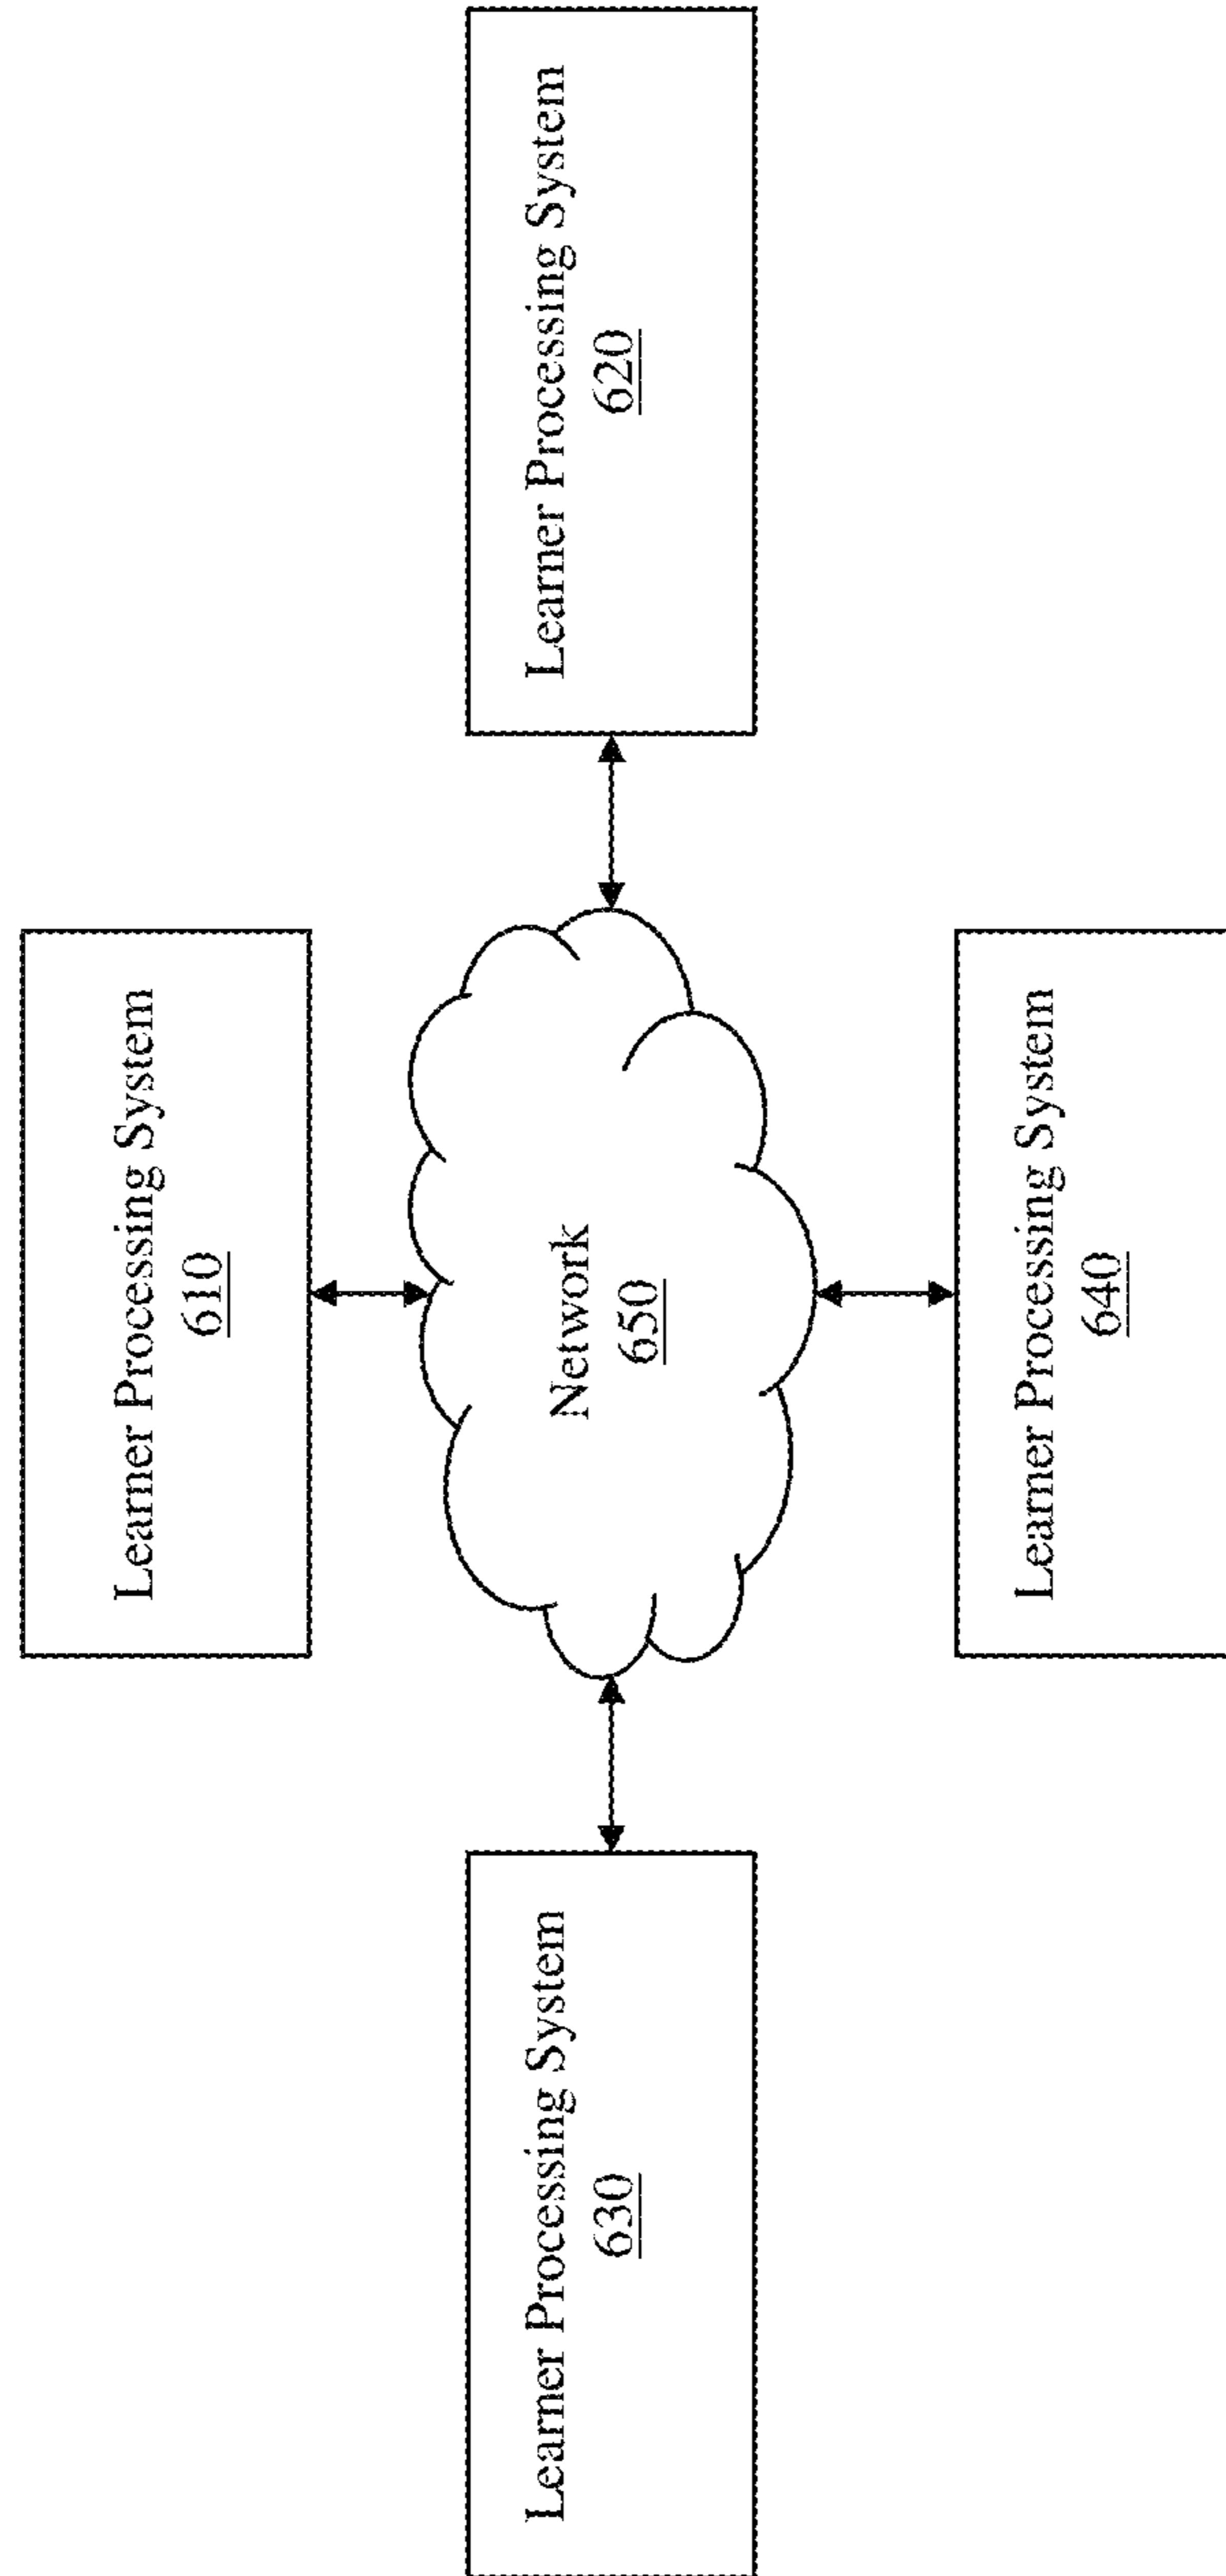 Learner Processing System
610
Learner Processing System
630
Network
650
Learner Processing System
620
Learner Processing System
640